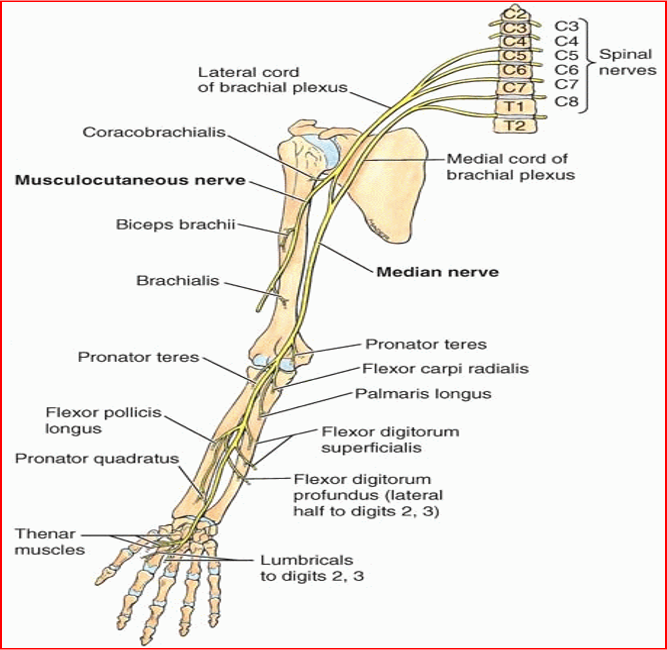 C2
C3
C4
C5
C6
C7
T1
T2
C3
C4
C5
C6
C7
C8
Spinal
nerves
Lateral cord
of brachial plexus
Coracobrachialis
Medial cord of
brachial plexus
Musculocutaneous nerve
Biceps brachii
Median nerve
Brachialis
Pronator teres
Pronator teres
Flexor carpi radialis
Palmaris longus
Flexor pollicis
longus
Flexor digitorum
superficialis
Pronator quadratus
Flexor digitorum
profundus (lateral
half to digits 2, 3)
Thenar
muscles
Lumbricals
to digits 2, 3